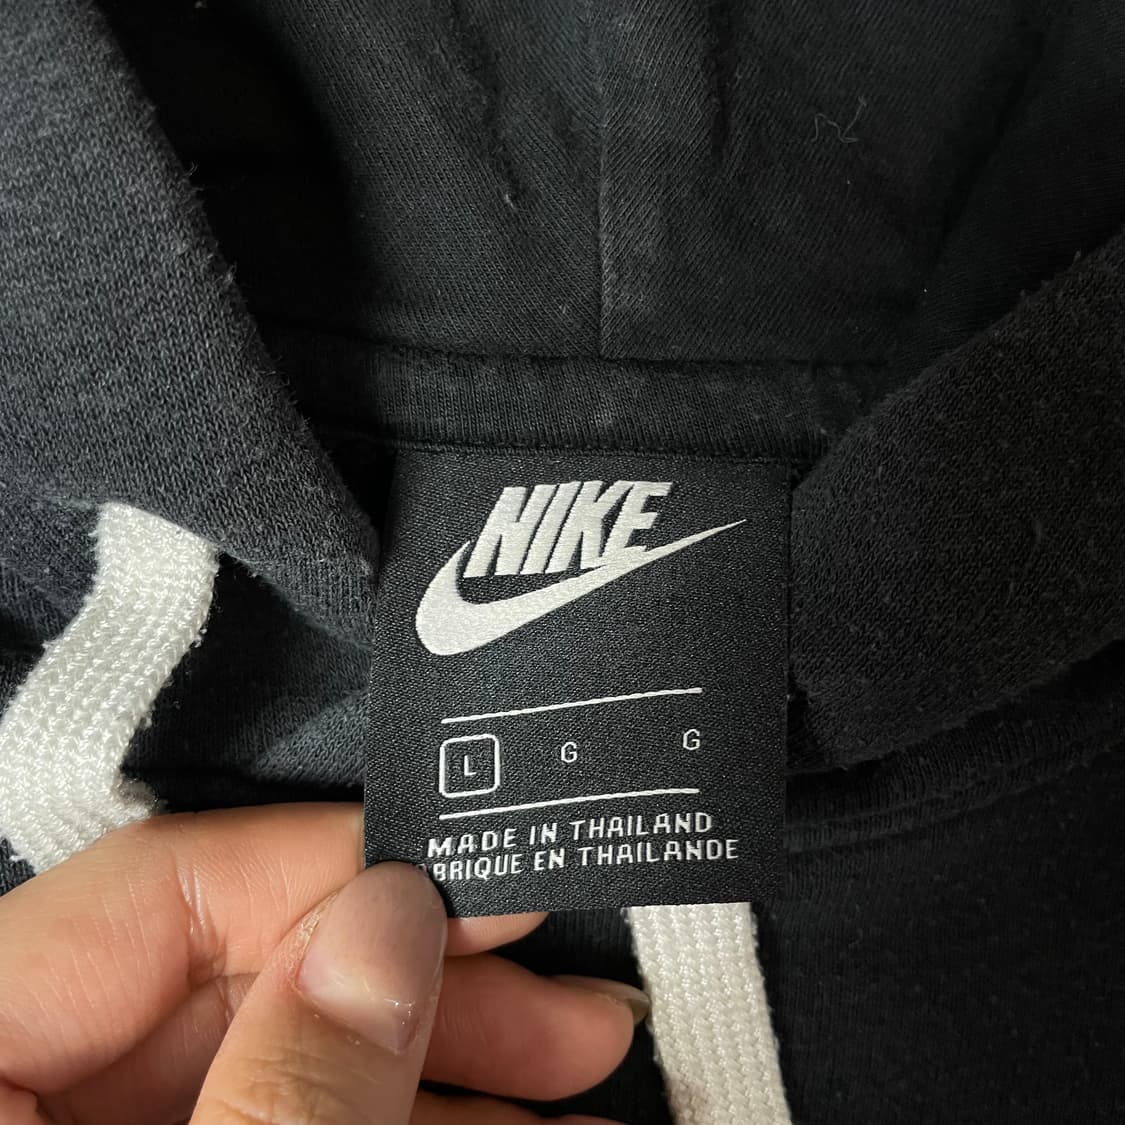 NIKE
L G G
MADE IN THAILAND
BRIQUE EN THAILANDE